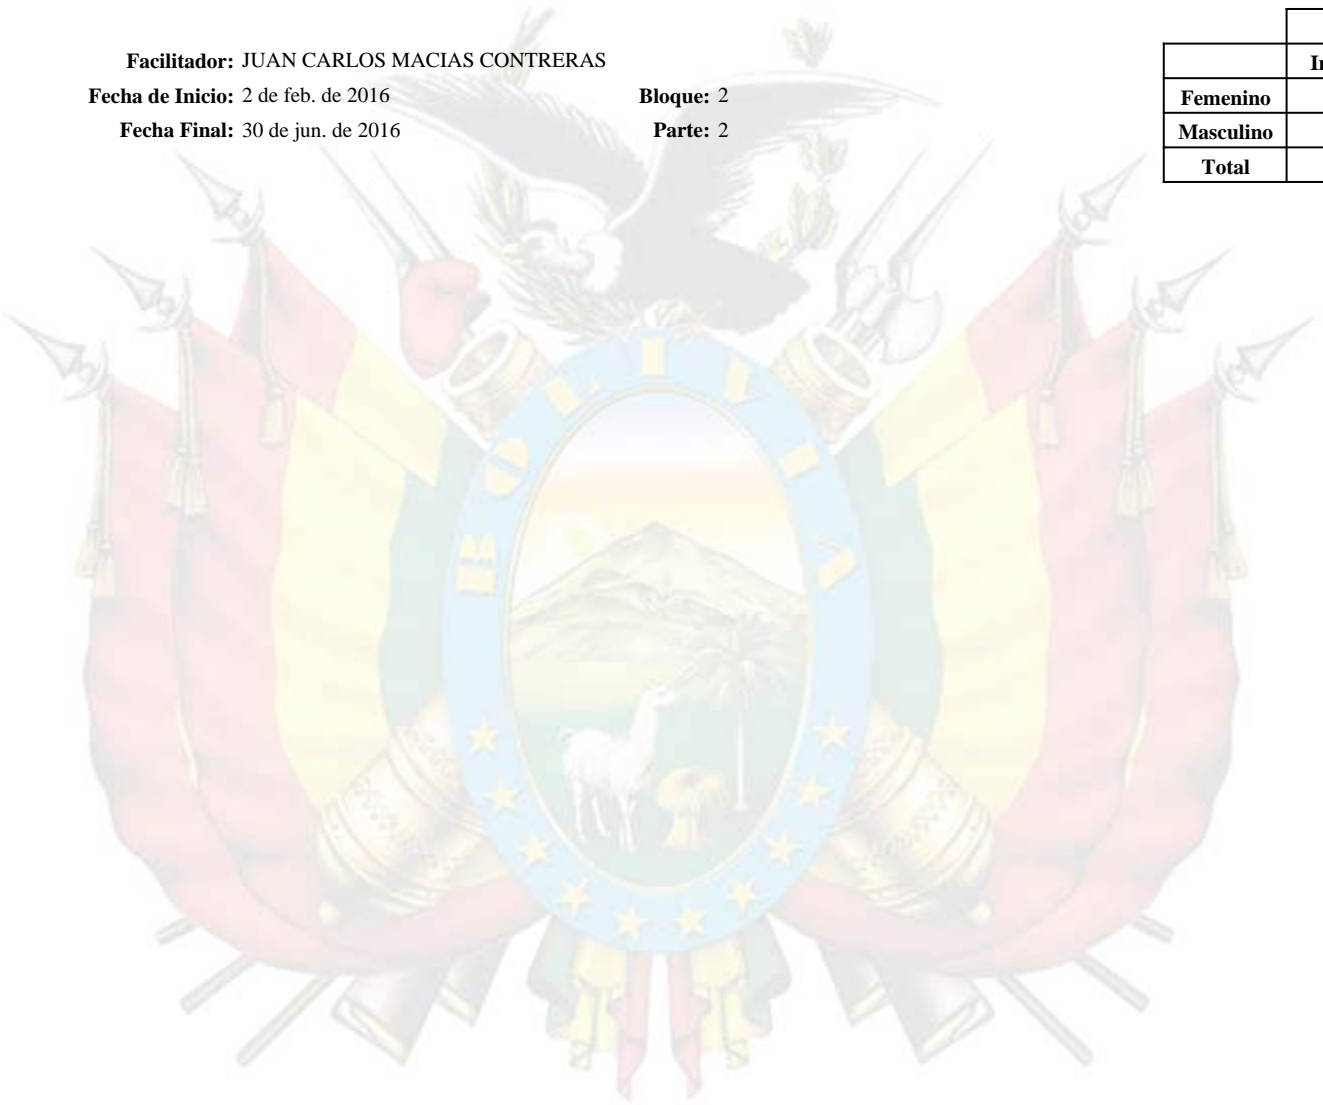 Facilitador: JUAN CARLOS MACIAS CONTRERAS
Fecha de Inicio: 2 de feb. de 2016 Bloque: 2
Fecha Final: 30 de jun. de 2016 Parte: 2
Femenino
Masculino
Total
BOLIVIA